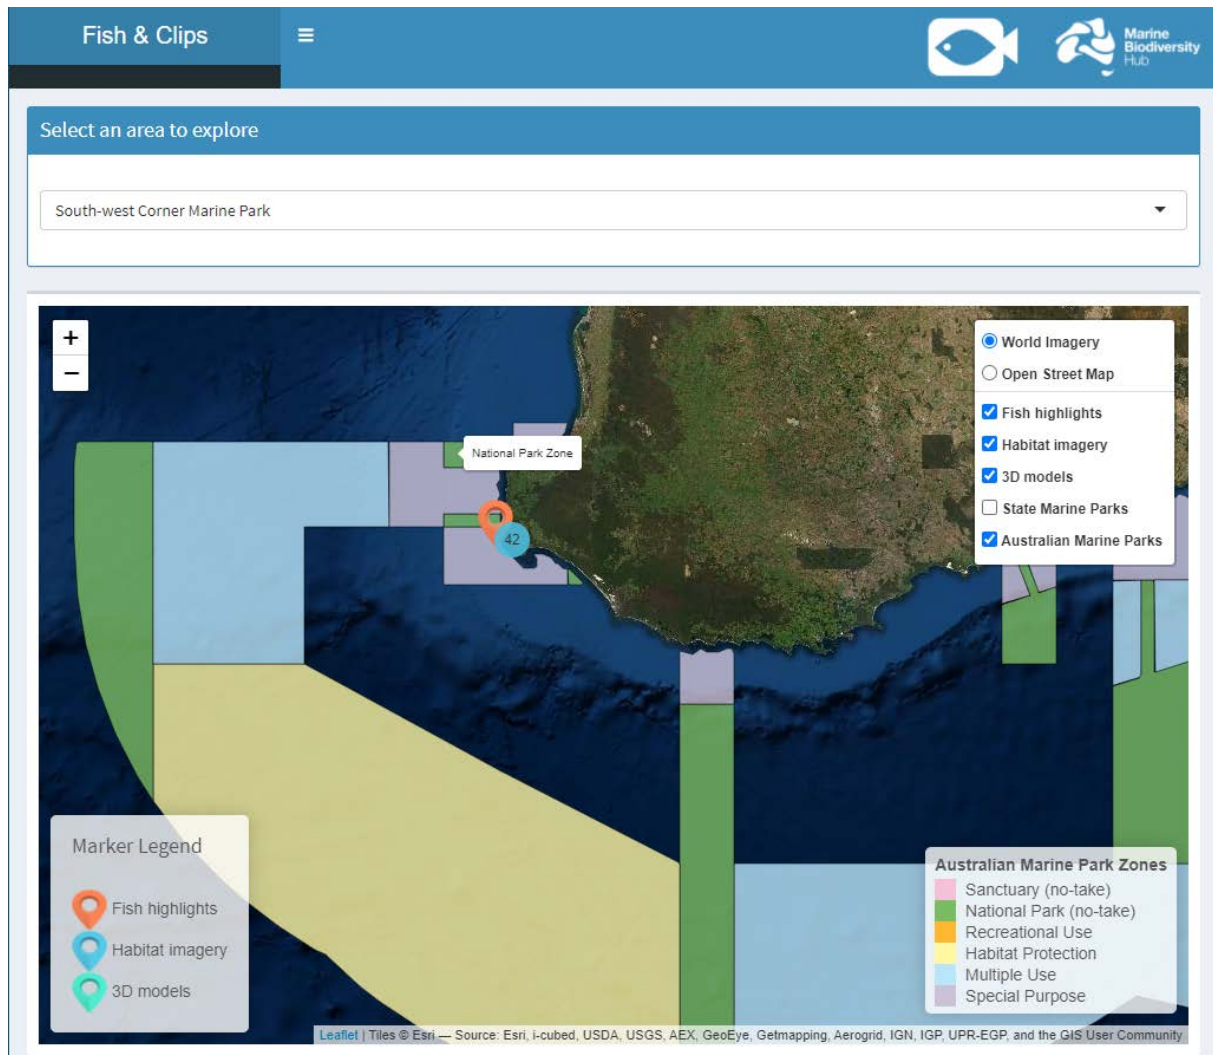 Fish & Clips
Marine
Biodiversity
Hub
Select an area to explore
South-west Corner Marine Park
+
−
World Imagery
Open Street Map
Fish highlights
Habitat imagery
3D models
State Marine Parks
Australian Marine Parks
National Park Zone
42
Marker Legend
Fish highlights
Habitat imagery
3D models
Australian Marine Park Zones
Sanctuary (no-take)
National Park (no-take)
Recreational Use
Habitat Protection
Multiple Use
Special Purpose
Leaflet | Tiles © Esri — Source: Esri, i-cubed, USDA, USGS, AEX, GeoEye, Getmapping, Aerogrid, IGN, IGP, UPR-EGP, and the GIS User Community